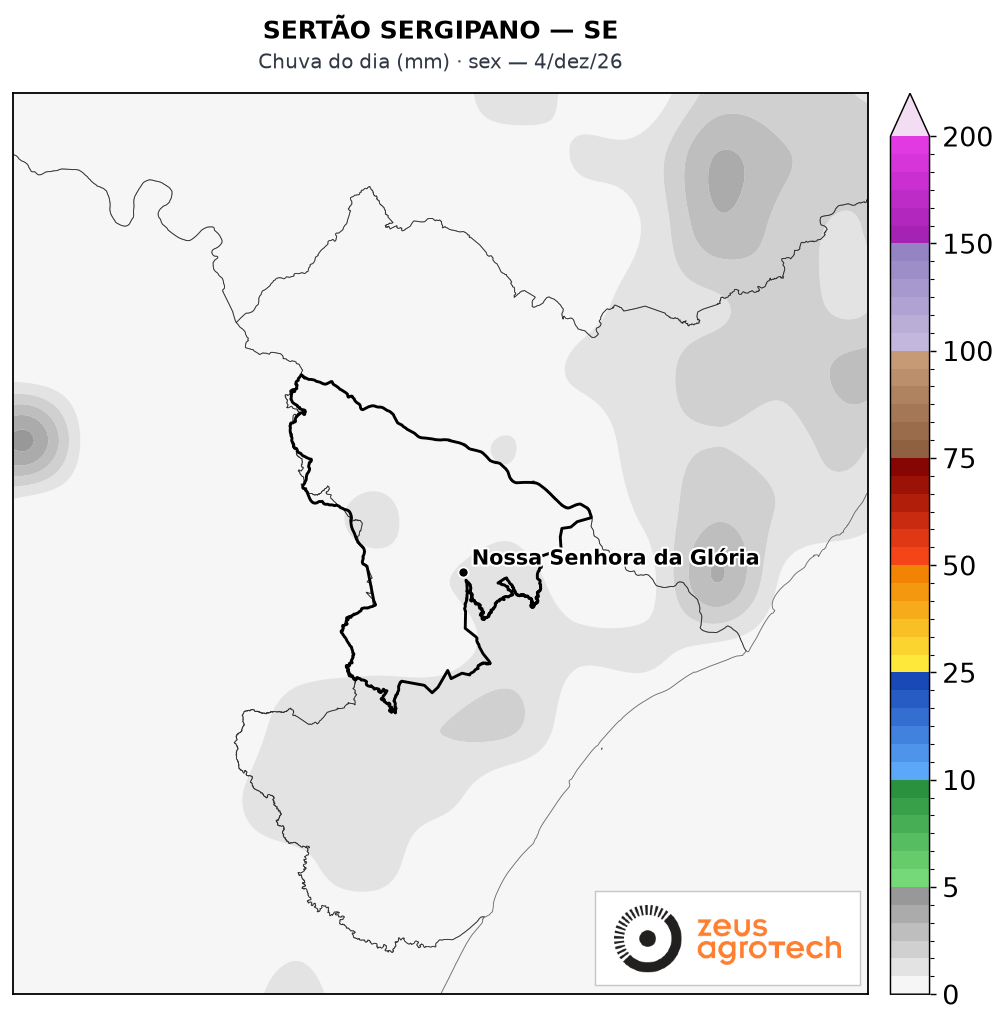 SERTÃO SERGIPANO — SE
Chuva do dia (mm) · sex — 4/dez/26
200
150
100
75
50
25
10
5
0
Nossa Senhora da Glória
zeus
agrotech